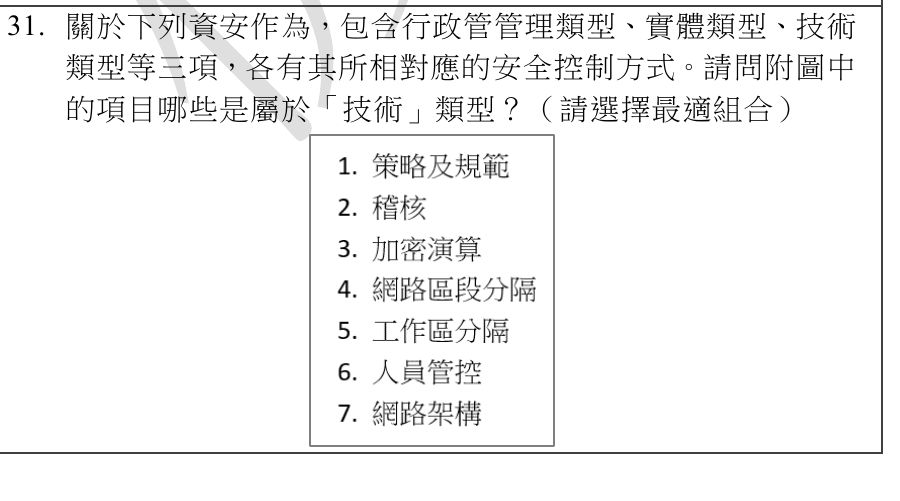 31. 關於下列資安作為，包含行政管管理類型、實體類型、技術
類型等三項，各有其所相對應的安全控制方式。請問附圖中
的項目哪些是屬於「技術」類型？（請選擇最適組合）
1. 策略及規範
2. 稽核
3. 加密演算
4. 網路區段分隔
5. 工作區分隔
6. 人員管控
7. 網路架構